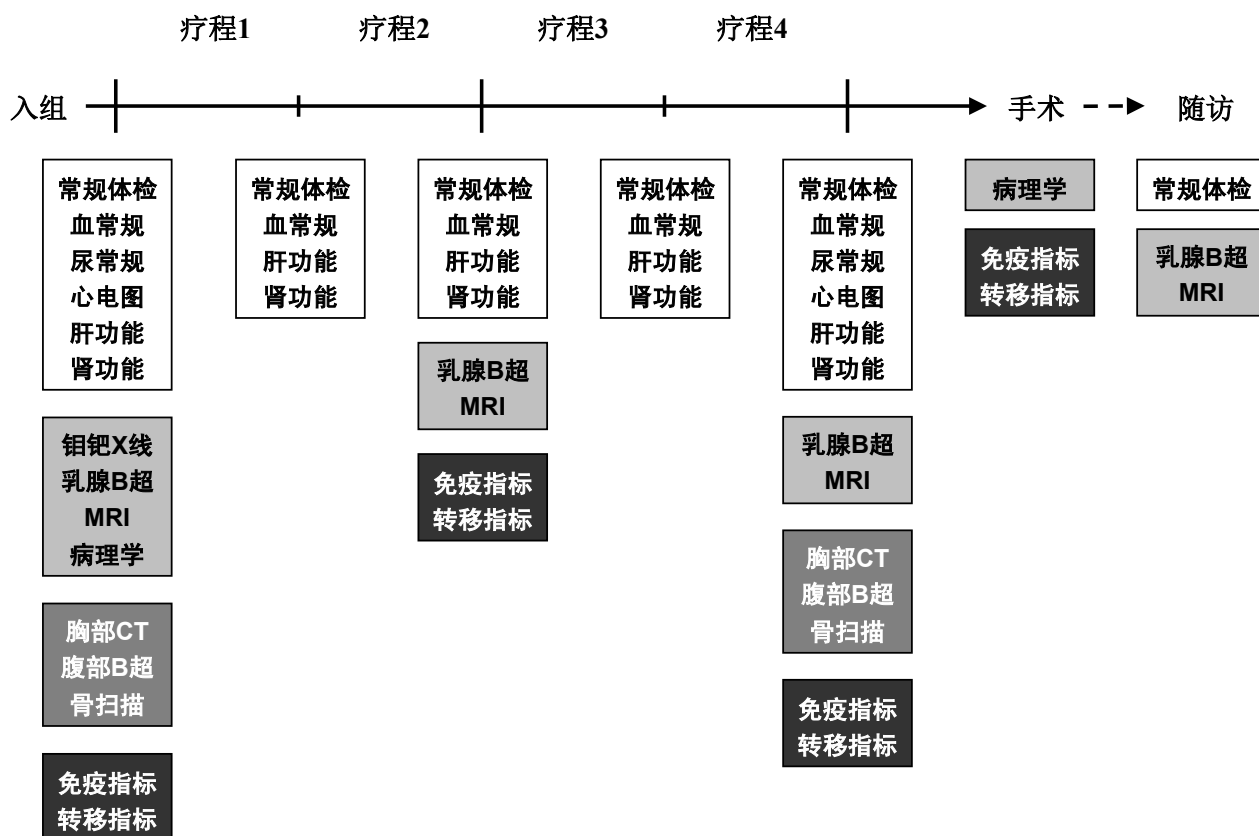 疗程1
疗程2
疗程3
疗程4
入组
手术
随访
常规体检
血常规
尿常规
心电图
肝功能
肾功能
钼钯X线
乳腺B超
MRI
病理学
胸部CT
腹部B超
骨扫描
免疫指标
转移指标
常规体检
血常规
肝功能
肾功能
常规体检
血常规
肝功能
肾功能
乳腺B超
MRI
免疫指标
转移指标
常规体检
血常规
肝功能
肾功能
常规体检
血常规
尿常规
心电图
肝功能
肾功能
乳腺B超
MRI
胸部CT
腹部B超
骨扫描
免疫指标
转移指标
病理学
免疫指标
转移指标
常规体检
乳腺B超
MRI